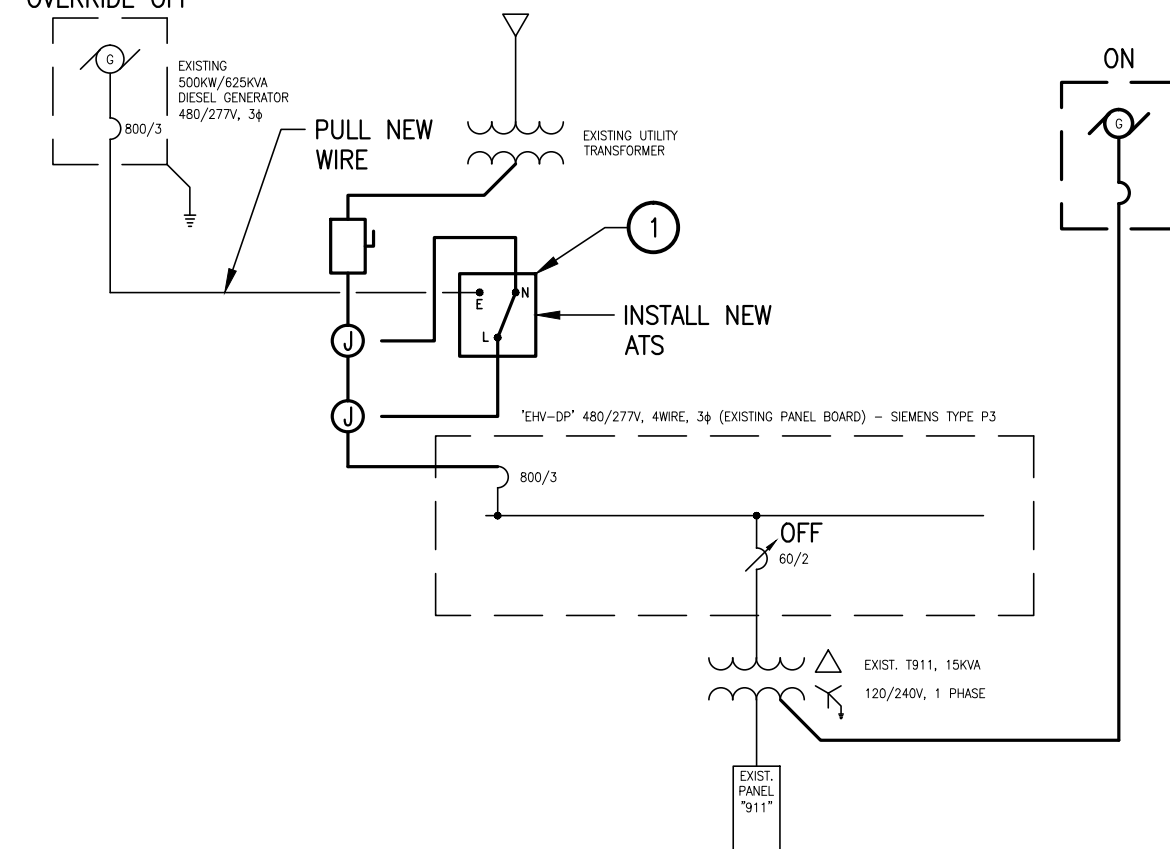 OVERRIDE OFF
G
EXISTING
500KW/625KVA
DIESEL GENERATOR
480/277V, 3ϕ
800/3
PULL NEW
WIRE
EXISTING UTILITY
TRANSFORMER
ON
G
1
E
N
L
INSTALL NEW
ATS
J
J
'EHV-DP' 480/277V, 4WIRE, 3ϕ (EXISTING PANEL BOARD) - SIEMENS TYPE P3
800/3
OFF
60/2
EXIST. T911, 15KVA
120/240V, 1 PHASE
EXIST.
PANEL
"911"